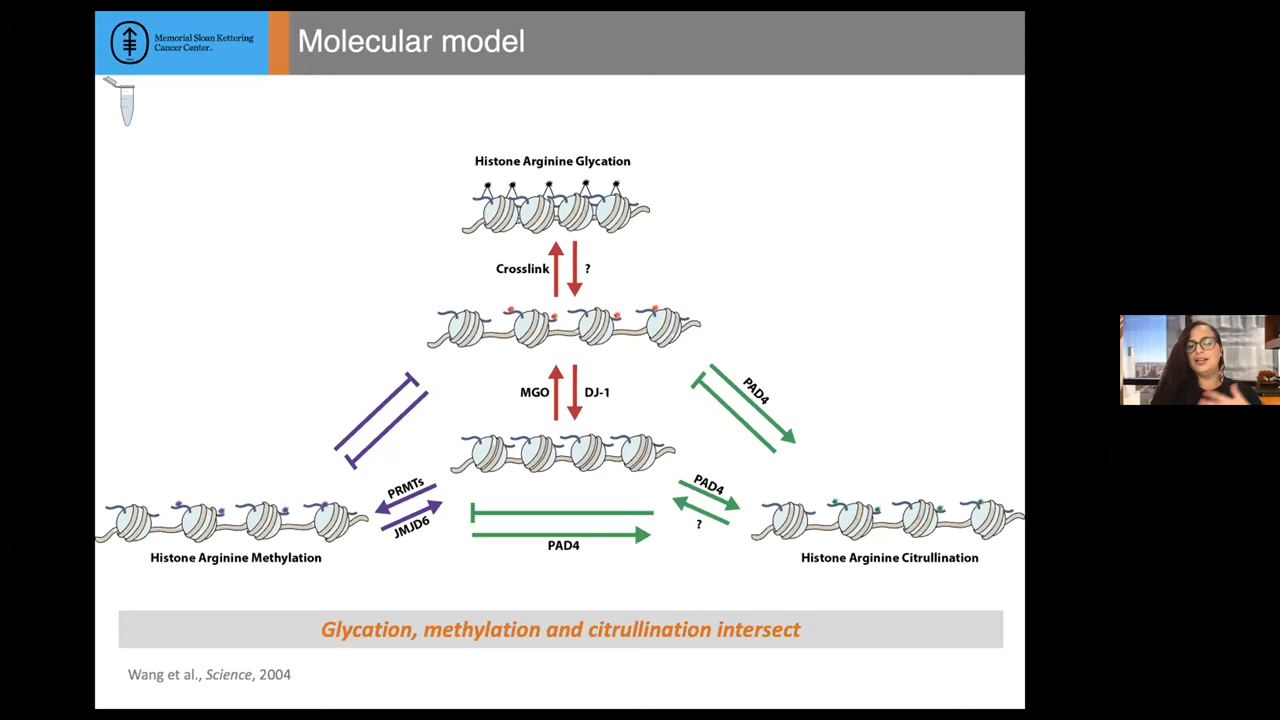 Memorial Sloan Kettering
Cancer Center
Molecular model
Histone Arginine Glycation
Crosslink
?
MGO
DJ-1
PAD4
PRMTs
JMJD6
PAD4
PAD4
?
Histone Arginine Methylation
Histone Arginine Citrullination
Glycation, methylation and citrullination intersect
Wang et al., Science, 2004